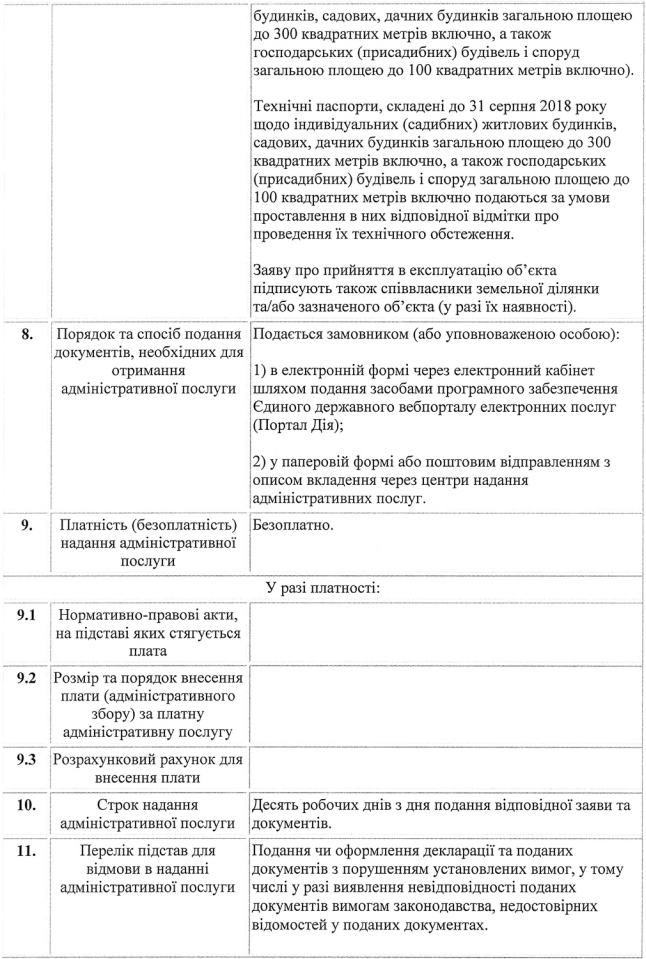 будинків, садових, дачних будинків загальною площею
до 300 квадратних метрів включно, а також
господарських (присадибних) будівель і споруд
загальною площею до 100 квадратних метрів включно).
Технічні паспорти, складені до 31 серпня 2018 року
щодо індивідуальних (садибних) житлових будинків,
садових, дачних будинків загальною площею до 300
квадратних метрів включно, а також господарських
(присадибних) будівель і споруд загальною площею до
100 квадратних метрів включно подаються за умови
проставлення в них відповідної відмітки про
проведення їх технічного обстеження.
Заяву про прийняття в експлуатацію об’єкта
підписують також співвласники земельної ділянки
та/або зазначеного об’єкта (у разі їх наявності).
8.
Порядок та спосіб подання
документів, необхідних для
отримання
адміністративної послуги
Подається замовником (або уповноваженою особою):
1) в електронній формі через електронний кабінет
шляхом подання засобами програмного забезпечення
Єдиного державного вебпорталу електронних послуг
(Портал Дія);
2) у паперовій формі або поштовим відправленням з
описом вкладення через центри надання
адміністративних послуг.
9.
Платність (безоплатність)
надання адміністративної
послуги
Безоплатно.
У разі платності:
9.1
Нормативно-правові акти,
на підставі яких стягується
плата
9.2
Розмір та порядок внесення
плати (адміністративного
збору) за платну
адміністративну послугу
9.3
Розрахунковий рахунок для
внесення плати
10.
Строк надання
адміністративної послуги
Десять робочих днів з дня подання відповідної заяви та
документів.
11.
Перелік підстав для
відмови в наданні
адміністративної послуги
Подання чи оформлення декларації та поданих
документів з порушенням установлених вимог, у тому
числі у разі виявлення невідповідності поданих
документів вимогам законодавства, недостовірних
відомостей у поданих документах.